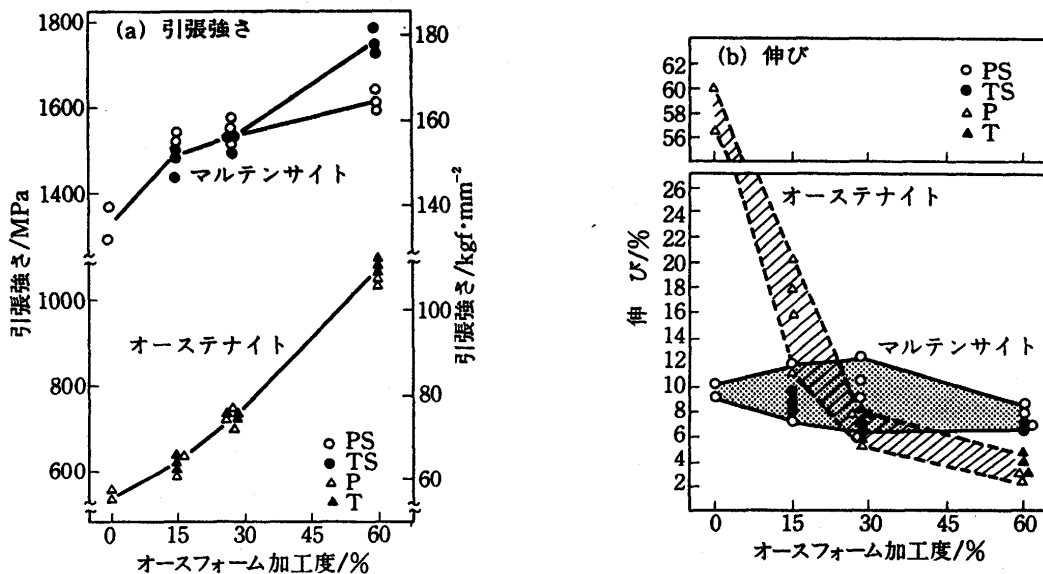 (a) 引張強さ
1800
1600
1400
1000
800
600
180
160
140
100
80
60
引張強さ/MPa
引張強さ/kgf·mm⁻²
マルテンサイト
オーステナイト
PS
TS
P
T
0 15 30 45 60
オースフォーム加工度/%
(b) 伸び
62
60
58
56
26
24
22
20
18
16
14
12
10
8
6
4
2
伸び/%
PS
TS
P
T
オーステナイト
マルテンサイト
0 15 30 45 60
オースフォーム加工度/%